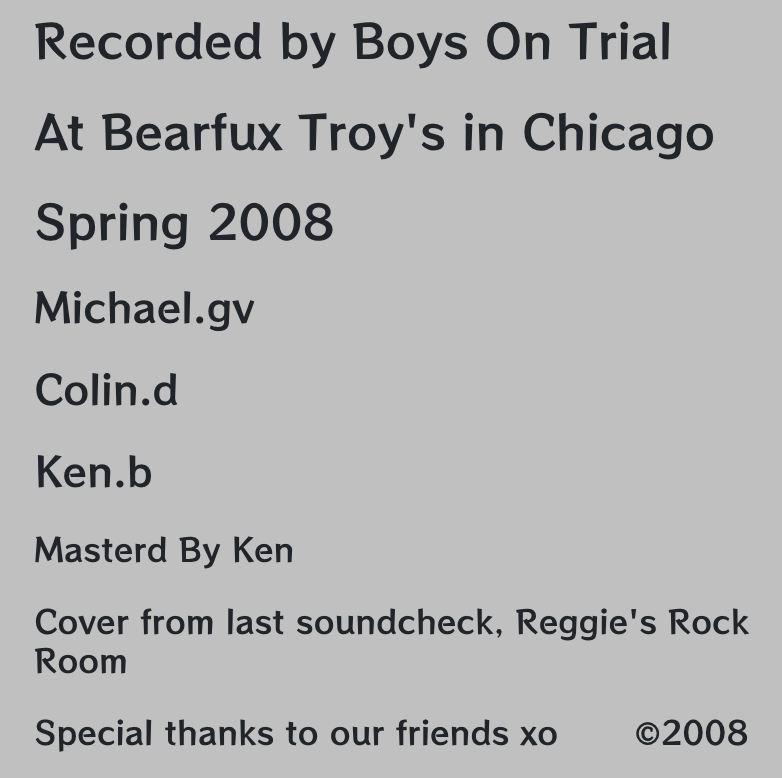 Recorded by Boys On Trial
At Bearfux Troy's in Chicago
Spring 2008
Michael.gv
Colin.d
Ken.b
Masterd By Ken
Cover from last soundcheck, Reggie's Rock
Room
Special thanks to our friends xo ©2008